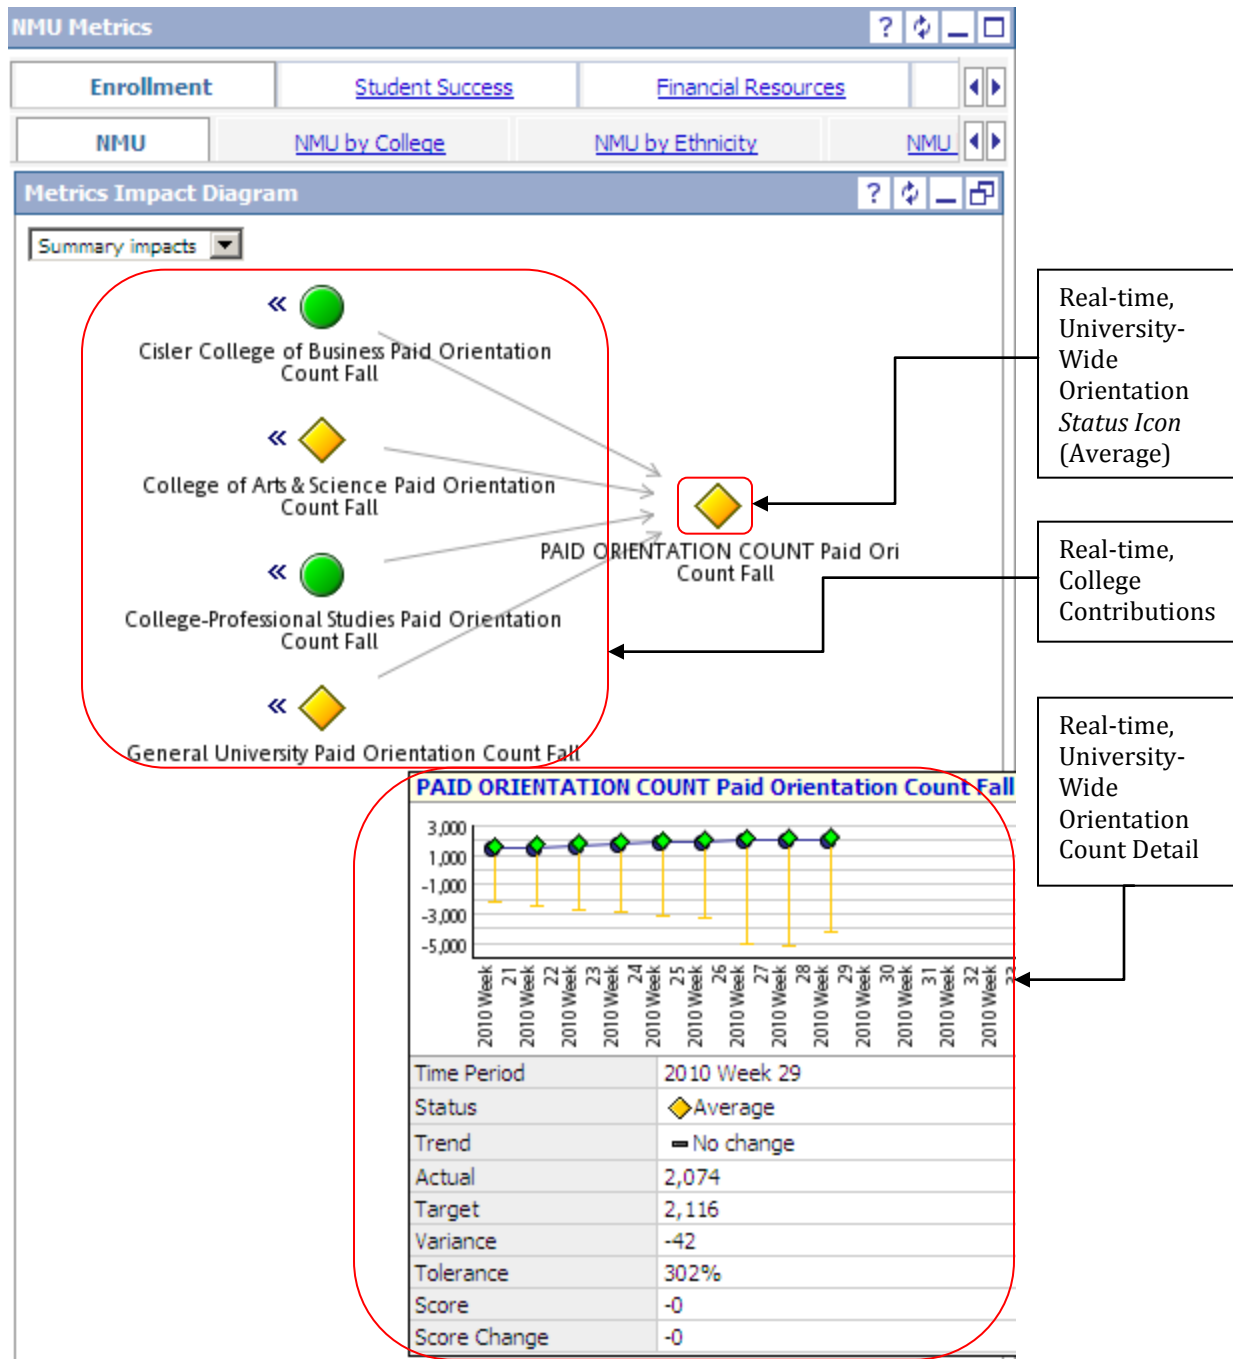 NMU Metrics
?
Enrollment
Student Success
Financial Resources
NMU
NMU by College
NMU by Ethnicity
NMU
Metrics Impact Diagram
?
Summary impacts
«
Cisler College of Business Paid Orientation
Count Fall
«
College of Arts & Science Paid Orientation
Count Fall
«
College-Professional Studies Paid Orientation
Count Fall
«
General University Paid Orientation Count Fall
PAID ORIENTATION COUNT Paid Ori
Count Fall
Real-time,
University-
Wide
Orientation
Status Icon
(Average)
Real-time,
College
Contributions
Real-time,
University-
Wide
Orientation
Count Detail
PAID ORIENTATION COUNT Paid Orientation Count Fall
3,000
1,000
-1,000
-3,000
-5,000
2010 Week 21
2010 Week 22
2010 Week 23
2010 Week 24
2010 Week 25
2010 Week 26
2010 Week 27
2010 Week 28
2010 Week 29
2010 Week 30
2010 Week 31
2010 Week 32
2010 Week
Time Period 2010 Week 29
Status Average
Trend No change
Actual 2,074
Target 2,116
Variance -42
Tolerance 302%
Score -0
Score Change -0